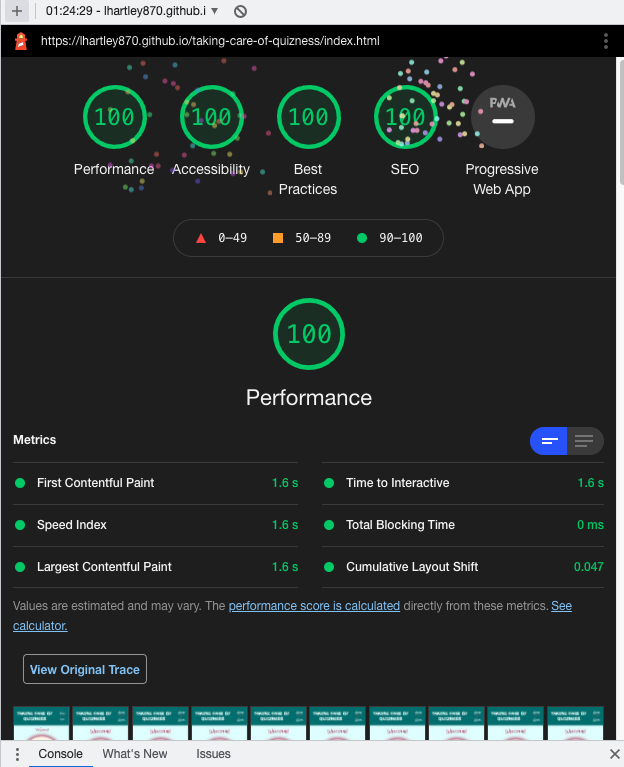 01:24:29 - lhartley870.github.i
https://lhartley870.github.io/taking-care-of-quizness/index.html
100 100 100 100 PWA
Performance Accessibility Best Practices SEO Progressive Web App
0–49 50–89 90–100
100
Performance
Metrics
First Contentful Paint 1.6 s
Time to Interactive 1.6 s
Speed Index 1.6 s
Total Blocking Time 0 ms
Largest Contentful Paint 1.6 s
Cumulative Layout Shift 0.047
Values are estimated and may vary. The performance score is calculated directly from these metrics. See
calculator.
View Original Trace
Console What's New Issues